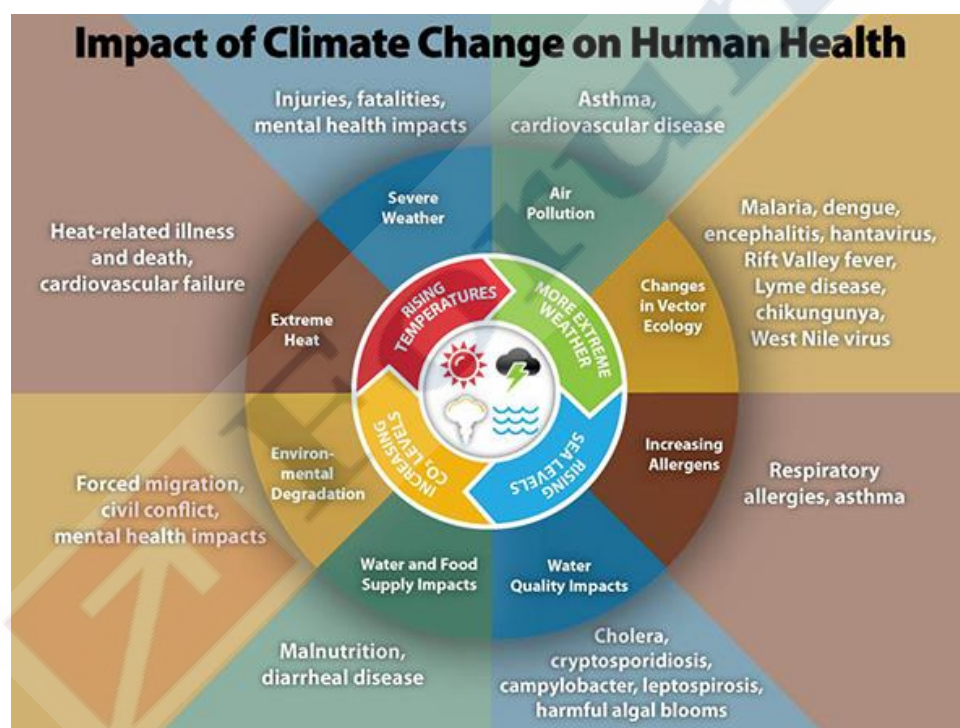 Impact of Climate Change on Human Health
Injuries, fatalities,
mental health impacts
Asthma,
cardiovascular disease
Severe
Weather
Air
Pollution
Heat-related illness
and death,
cardiovascular failure
Malaria, dengue,
encephalitis, hantavirus,
Rift Valley fever,
Lyme disease,
chikungunya,
West Nile virus
Extreme
Heat
Changes
in Vector
Ecology
RISING
TEMPERATURES
MORE EXTREME
WEATHER
INCREASING
CO₂ LEVELS
RISING
SEA LEVELS
Environ-
mental
Degradation
Increasing
Allergens
Forced migration,
civil conflict,
mental health impacts
Respiratory
allergies, asthma
Water and Food
Supply Impacts
Water
Quality Impacts
Malnutrition,
diarrheal disease
Cholera,
cryptosporidiosis,
campylobacter, leptospirosis,
harmful algal blooms